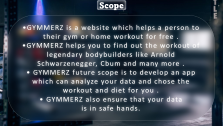 Scope
•GYMMERZ is a website which helps a person to
their gym or home workout for free .
•GYMMERZ helps you to find out the workout of
legendary bodybuilders like Arnold
Schwarzenegger, Cbum and many more .
• GYMMERZ future scope is to develop an app
which can analyze your data and chose the
workout and diet for you .
• GYMMERZ also ensure that your data
is in safe hands.